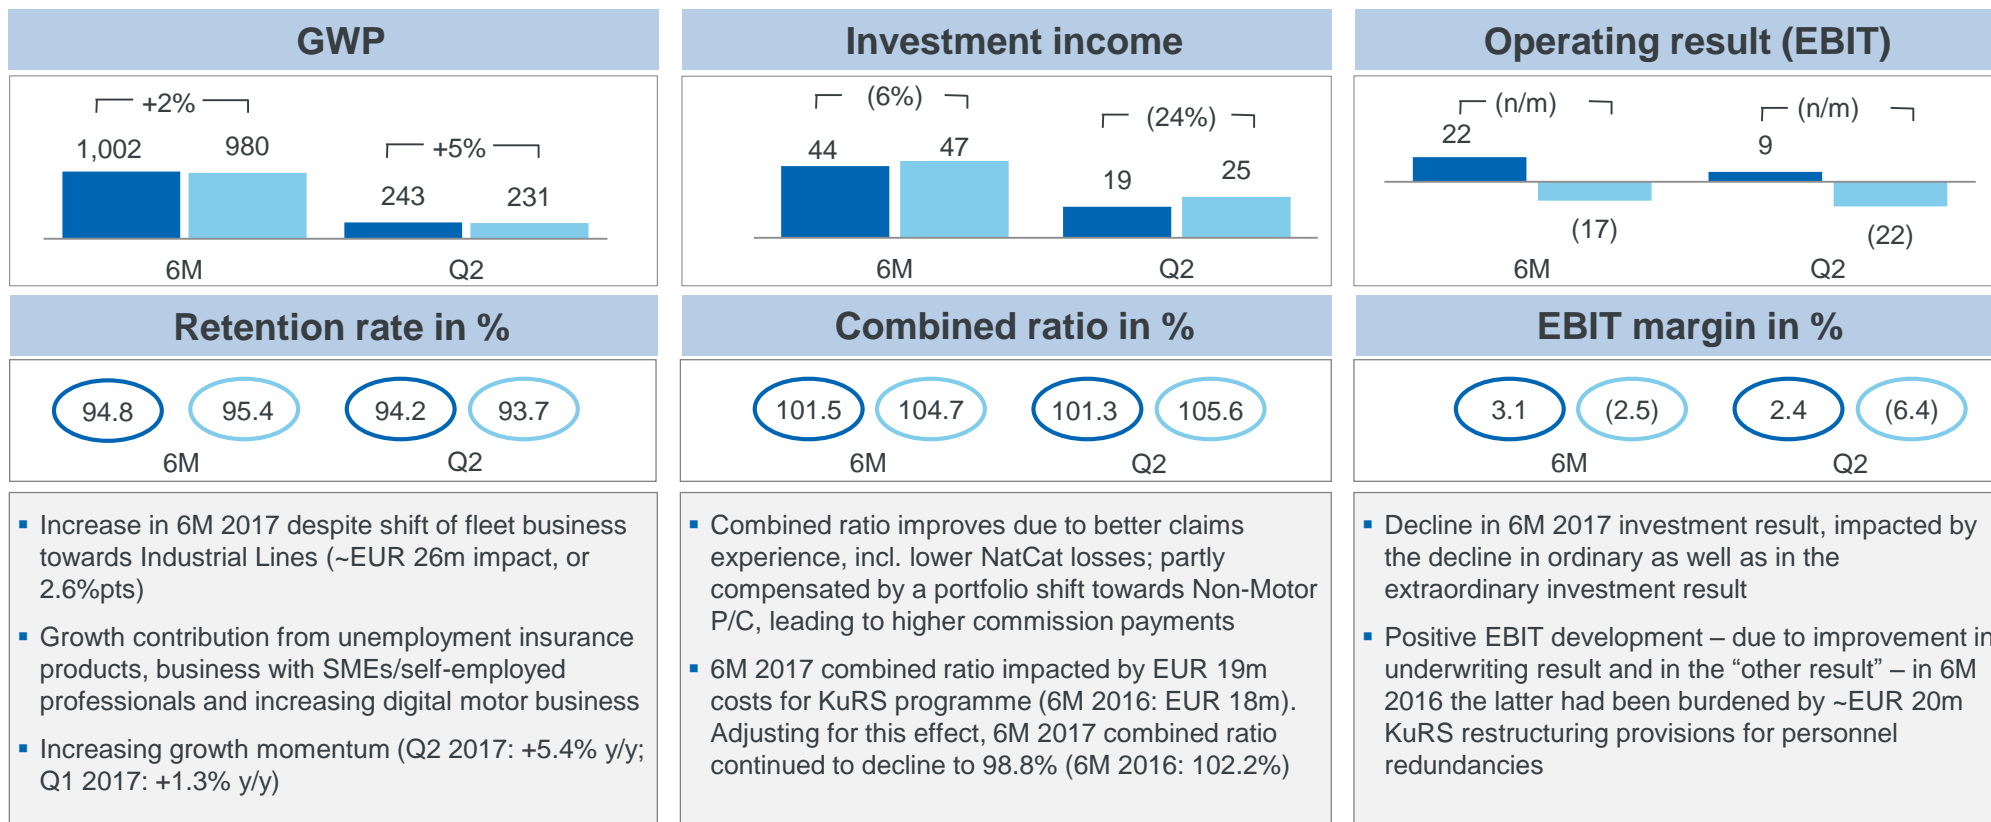 GWP
+2%
1,002
980
+5%
243
231
6M
Q2
Investment income
(6%)
44
47
(24%)
19
25
6M
Q2
Operating result (EBIT)
(n/m)
22
(n/m)
9
(17)
(22)
6M
Q2
Retention rate in %
94.8
95.4
94.2
93.7
6M
Q2
Combined ratio in %
101.5
104.7
101.3
105.6
6M
Q2
EBIT margin in %
3.1
(2.5)
2.4
(6.4)
6M
Q2
▪ Increase in 6M 2017 despite shift of fleet business
towards Industrial Lines (~EUR 26m impact, or
2.6%pts)
▪ Growth contribution from unemployment insurance
products, business with SMEs/self-employed
professionals and increasing digital motor business
▪ Increasing growth momentum (Q2 2017: +5.4% y/y;
Q1 2017: +1.3% y/y)
▪ Combined ratio improves due to better claims
experience, incl. lower NatCat losses; partly
compensated by a portfolio shift towards Non-Motor
P/C, leading to higher commission payments
▪ 6M 2017 combined ratio impacted by EUR 19m
costs for KuRS programme (6M 2016: EUR 18m).
Adjusting for this effect, 6M 2017 combined ratio
continued to decline to 98.8% (6M 2016: 102.2%)
▪ Decline in 6M 2017 investment result, impacted by
the decline in ordinary as well as in the
extraordinary investment result
▪ Positive EBIT development – due to improvement in
underwriting result and in the “other result” – in 6M
2016 the latter had been burdened by ~EUR 20m
KuRS restructuring provisions for personnel
redundancies